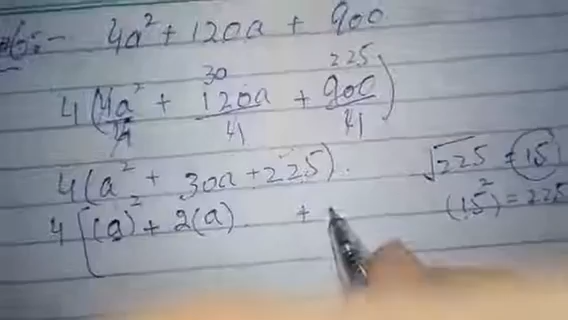 4a² + 120a + 900
4(4a²/4 + 120a/4 + 900/4)
30 225
4(a² + 30a + 225)
√225 = 15
4[(a)² + 2(a) +
(15)² = 225